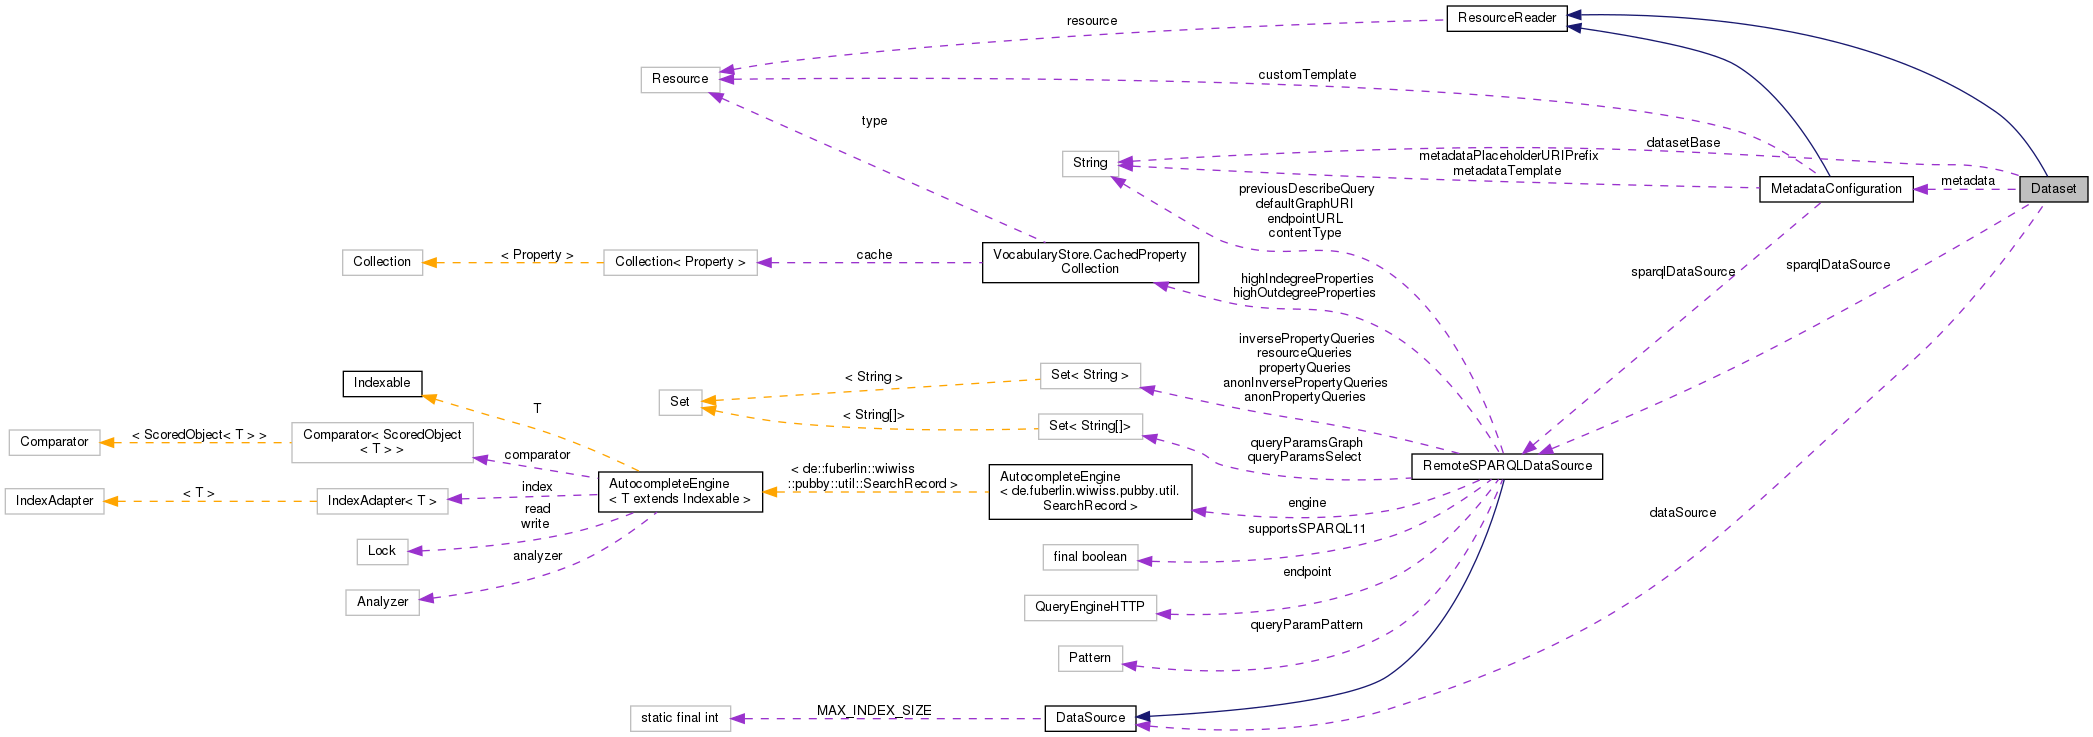 resource
ResourceReader
Resource
customTemplate
type
String
datasetBase
metadataPlaceholderURIPrefix
metadataTemplate
MetadataConfiguration
metadata
Dataset
previousDescribeQuery
defaultGraphURI
endpointURL
contentType
Collection
< Property >
Collection< Property >
cache
VocabularyStore.CachedProperty
Collection
sparqlDataSource
sparqlDataSource
highIndegreeProperties
highOutdegreeProperties
inversePropertyQueries
resourceQueries
propertyQueries
anonInversePropertyQueries
anonPropertyQueries
Indexable
T
Set
< String >
Set< String >
< String[]>
Set< String[]>
Comparator
< ScoredObject< T > >
Comparator< ScoredObject
< T > >
comparator
queryParamsGraph
queryParamsSelect
RemoteSPARQLDataSource
IndexAdapter
< T >
IndexAdapter< T >
index
AutocompleteEngine
< T extends Indexable >
< de::fuberlin::wiwiss
::pubby::util::SearchRecord >
AutocompleteEngine
< de.fuberlin.wiwiss.pubby.util.
SearchRecord >
engine
dataSource
read
write
Lock
supportsSPARQL11
final boolean
analyzer
Analyzer
endpoint
QueryEngineHTTP
queryParamPattern
Pattern
static final int
MAX_INDEX_SIZE
DataSource